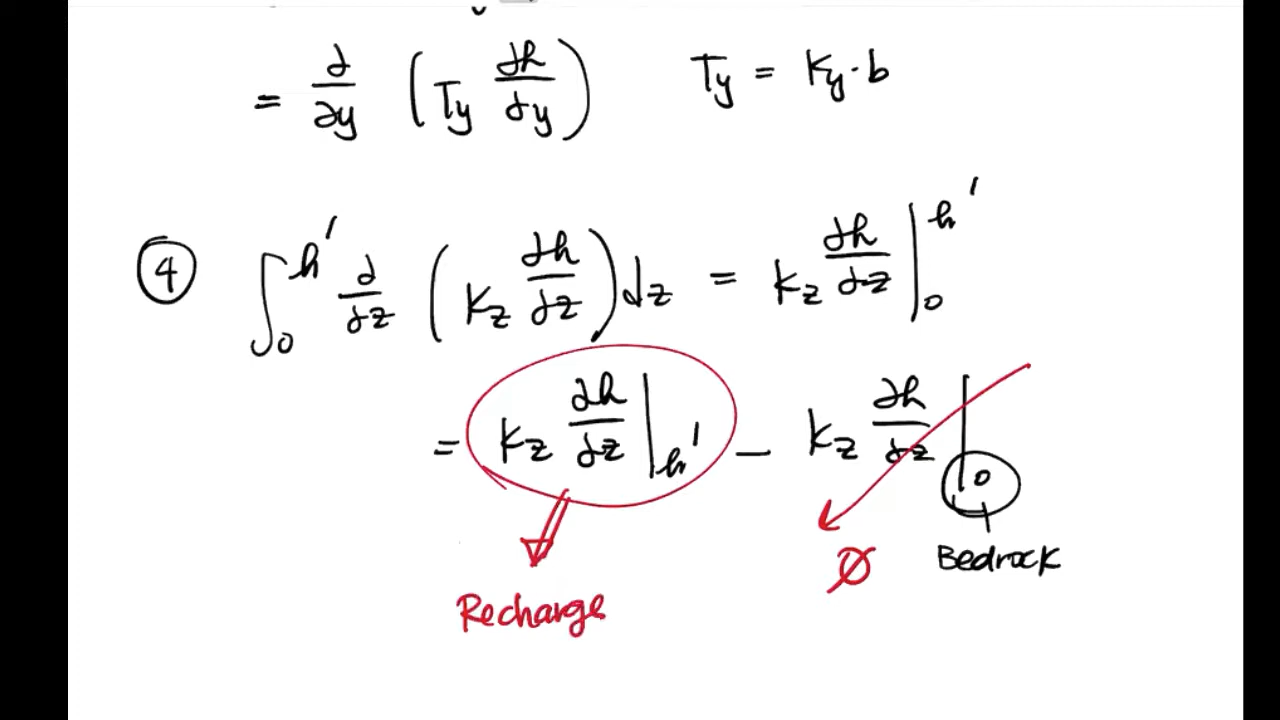 = ∂/∂y (Ty ∂h/∂y) Ty = Ky · b
④ ∫₀^h' ∂/∂z (Kz ∂h/∂z) dz = Kz ∂h/∂z |₀^h'
= Kz ∂h/∂z |h' − Kz ∂h/∂z |0
∅ Bedrock
Recharge